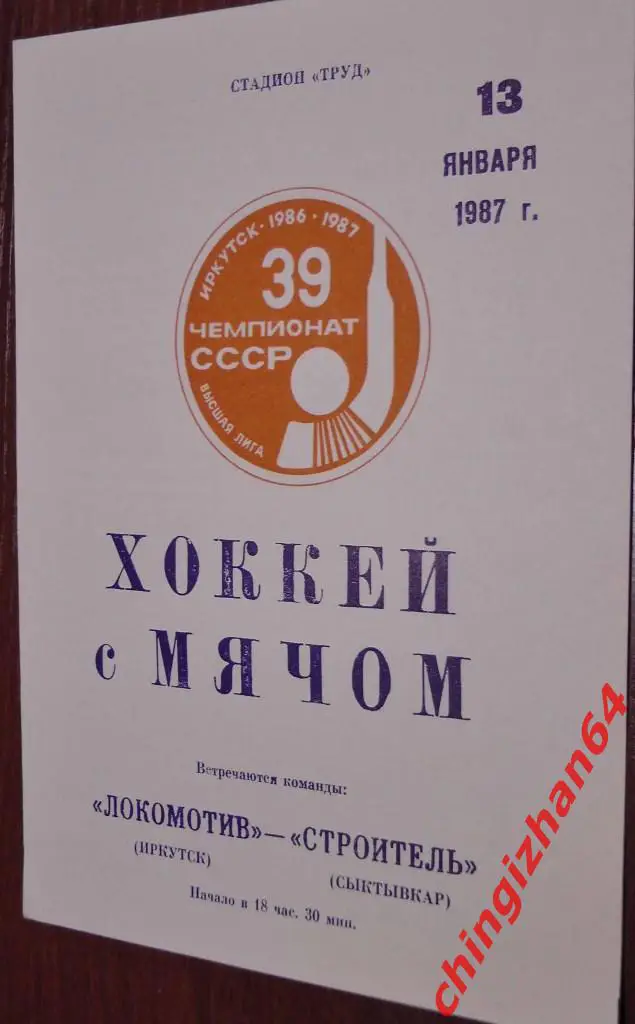 СТАДИОН «ТРУД»
13
ЯНВАРЯ
1987 г.
ИРКУТСК · 1986 · 1987
39
ЧЕМПИОНАТ
СССР
ВЫСШАЯ ЛИГА
ХОККЕЙ
с МЯЧОМ
Встречаются команды:
«ЛОКОМОТИВ» — «СТРОИТЕЛЬ»
(ИРКУТСК)
(СЫКТЫВКАР)
Начало в 18 час. 30 мин.
chingizhan64